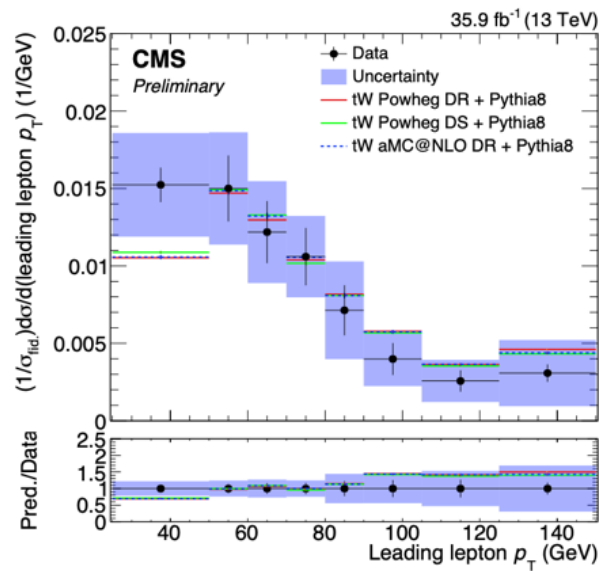 35.9 fb⁻¹ (13 TeV)
CMS
Preliminary
Data
Uncertainty
tW Powheg DR + Pythia8
tW Powheg DS + Pythia8
tW aMC@NLO DR + Pythia8
(1/σ_fid.)dσ/d(leading lepton p_T) (1/GeV)
0.025
0.02
0.015
0.01
0.005
0
Pred./Data
2.5
2
1.5
1
0.5
0
40 60 80 100 120 140
Leading lepton p_T (GeV)